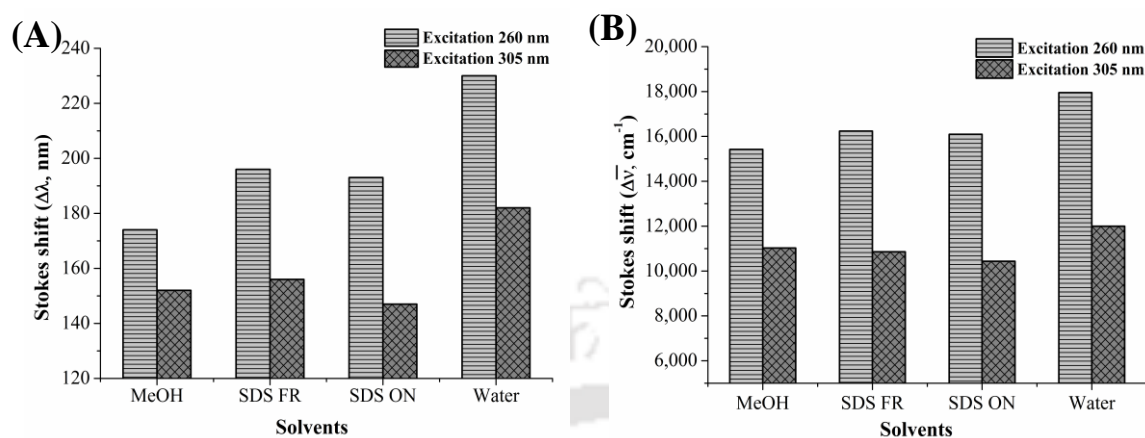 (A)
Excitation 260 nm
Excitation 305 nm
240
220
200
180
160
140
120
Stokes shift (Δλ, nm)
MeOH SDS FR SDS ON Water
Solvents
(B)
Excitation 260 nm
Excitation 305 nm
20,000
18,000
16,000
14,000
12,000
10,000
8,000
6,000
Stokes shift (Δν̅, cm⁻¹)
MeOH SDS FR SDS ON Water
Solvents